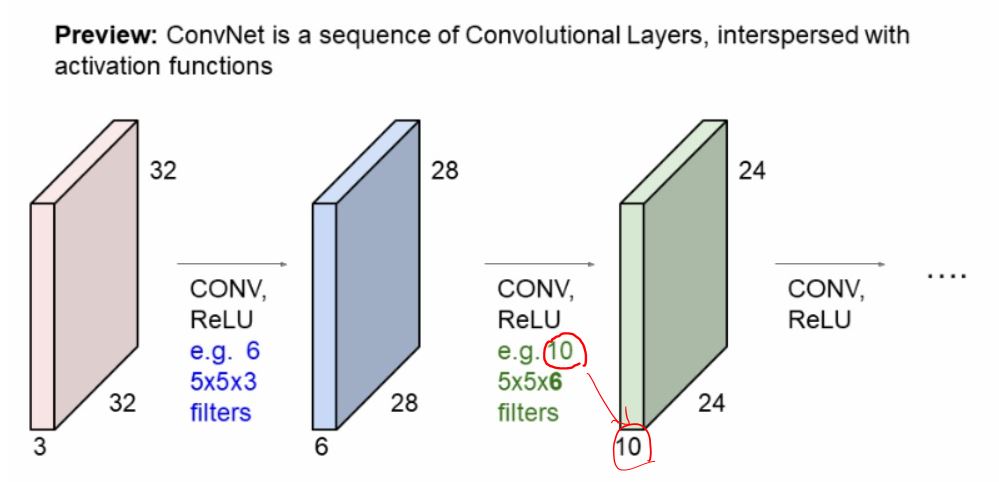 Preview: ConvNet is a sequence of Convolutional Layers, interspersed with
activation functions
32
32
3
CONV,
ReLU
e.g. 6
5x5x3
filters
28
28
6
CONV,
ReLU
e.g. 10
5x5x6
filters
24
24
10
CONV,
ReLU
....